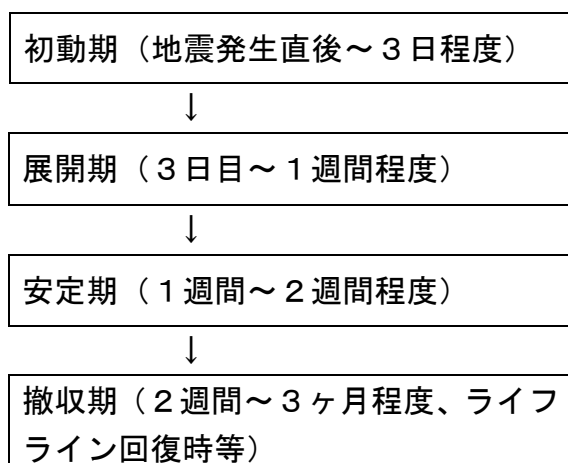 初動期（地震発生直後～３日程度）
↓
展開期（３日目～１週間程度）
↓
安定期（１週間～２週間程度）
↓
撤収期（２週間～３ヶ月程度、ライフ
ライン回復時等）